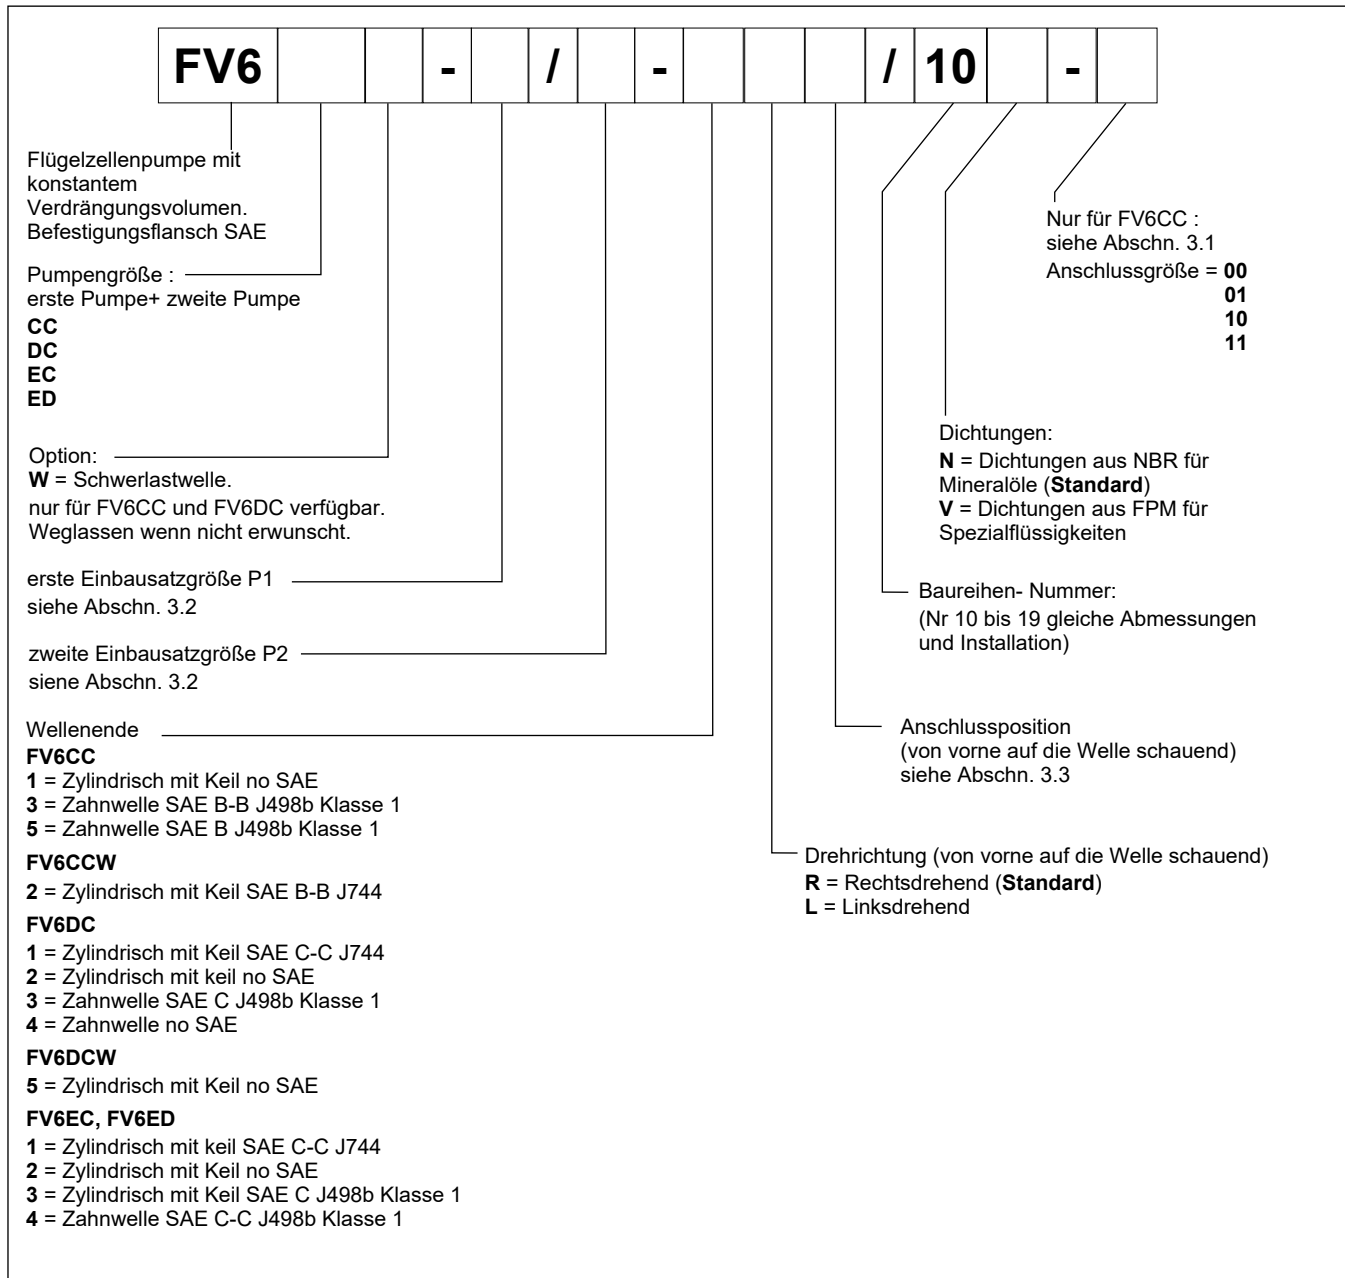 FV6 - / - / 10 -
Flügelzellenpumpe mit
konstantem
Verdrängungsvolumen.
Befestigungsflansch SAE
Pumpengröße :
erste Pumpe+ zweite Pumpe
CC
DC
EC
ED
Option:
W = Schwerlastwelle.
nur für FV6CC und FV6DC verfügbar.
Weglassen wenn nicht erwunscht.
erste Einbausatzgröße P1
siehe Abschn. 3.2
zweite Einbausatzgröße P2
siene Abschn. 3.2
Wellenende
FV6CC
1 = Zylindrisch mit Keil no SAE
3 = Zahnwelle SAE B-B J498b Klasse 1
5 = Zahnwelle SAE B J498b Klasse 1
FV6CCW
2 = Zylindrisch mit Keil SAE B-B J744
FV6DC
1 = Zylindrisch mit Keil SAE C-C J744
2 = Zylindrisch mit keil no SAE
3 = Zahnwelle SAE C J498b Klasse 1
4 = Zahnwelle no SAE
FV6DCW
5 = Zylindrisch mit Keil no SAE
FV6EC, FV6ED
1 = Zylindrisch mit keil SAE C-C J744
2 = Zylindrisch mit Keil no SAE
3 = Zylindrisch mit Keil SAE C J498b Klasse 1
4 = Zahnwelle SAE C-C J498b Klasse 1
Nur für FV6CC :
siehe Abschn. 3.1
Anschlussgröße = 00
01
10
11
Dichtungen:
N = Dichtungen aus NBR für
Mineralöle (Standard)
V = Dichtungen aus FPM für
Spezialflüssigkeiten
Baureihen- Nummer:
(Nr 10 bis 19 gleiche Abmessungen
und Installation)
Anschlussposition
(von vorne auf die Welle schauend)
siehe Abschn. 3.3
Drehrichtung (von vorne auf die Welle schauend)
R = Rechtsdrehend (Standard)
L = Linksdrehend